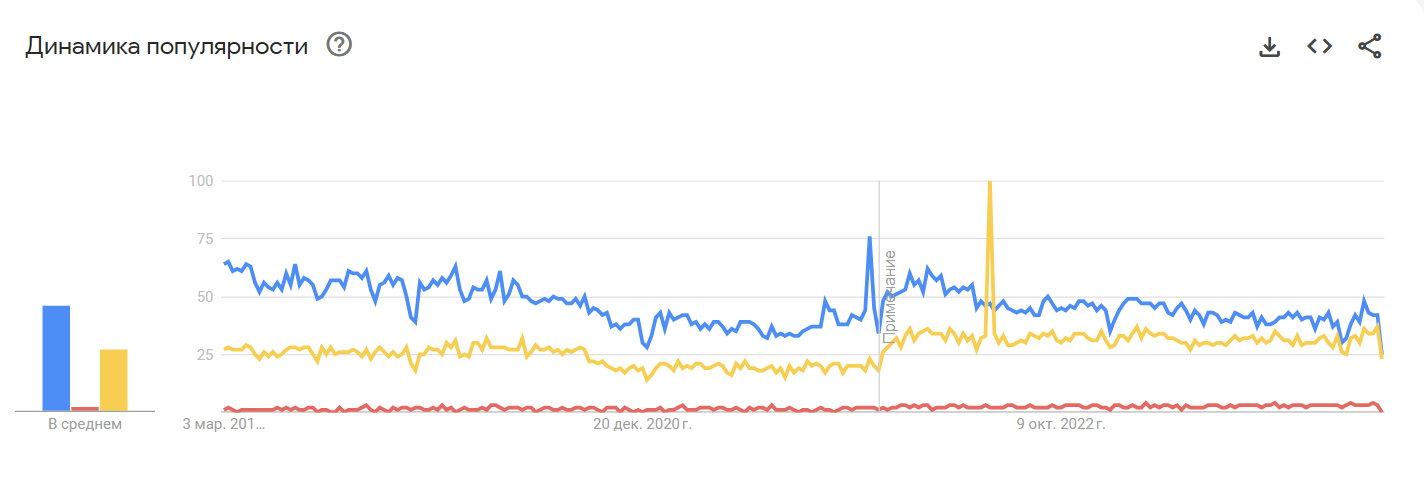 Динамика популярности
100
75
50
25
Примечание
В среднем
3 мар. 201...
20 дек. 2020 г.
9 окт. 2022 г.